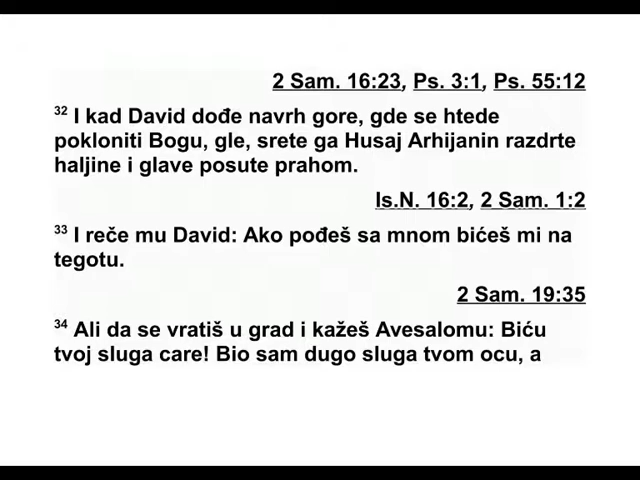 2 Sam. 16:23, Ps. 3:1, Ps. 55:12
32 I kad David dođe navrh gore, gde se htede
pokloniti Bogu, gle, srete ga Husaj Arhijanin razdrte
haljine i glave posute prahom.
Is.N. 16:2, 2 Sam. 1:2
33 I reče mu David: Ako pođeš sa mnom bićeš mi na
tegotu.
2 Sam. 19:35
34 Ali da se vratiš u grad i kažeš Avesalomu: Biću
tvoj sluga care! Bio sam dugo sluga tvom ocu, a